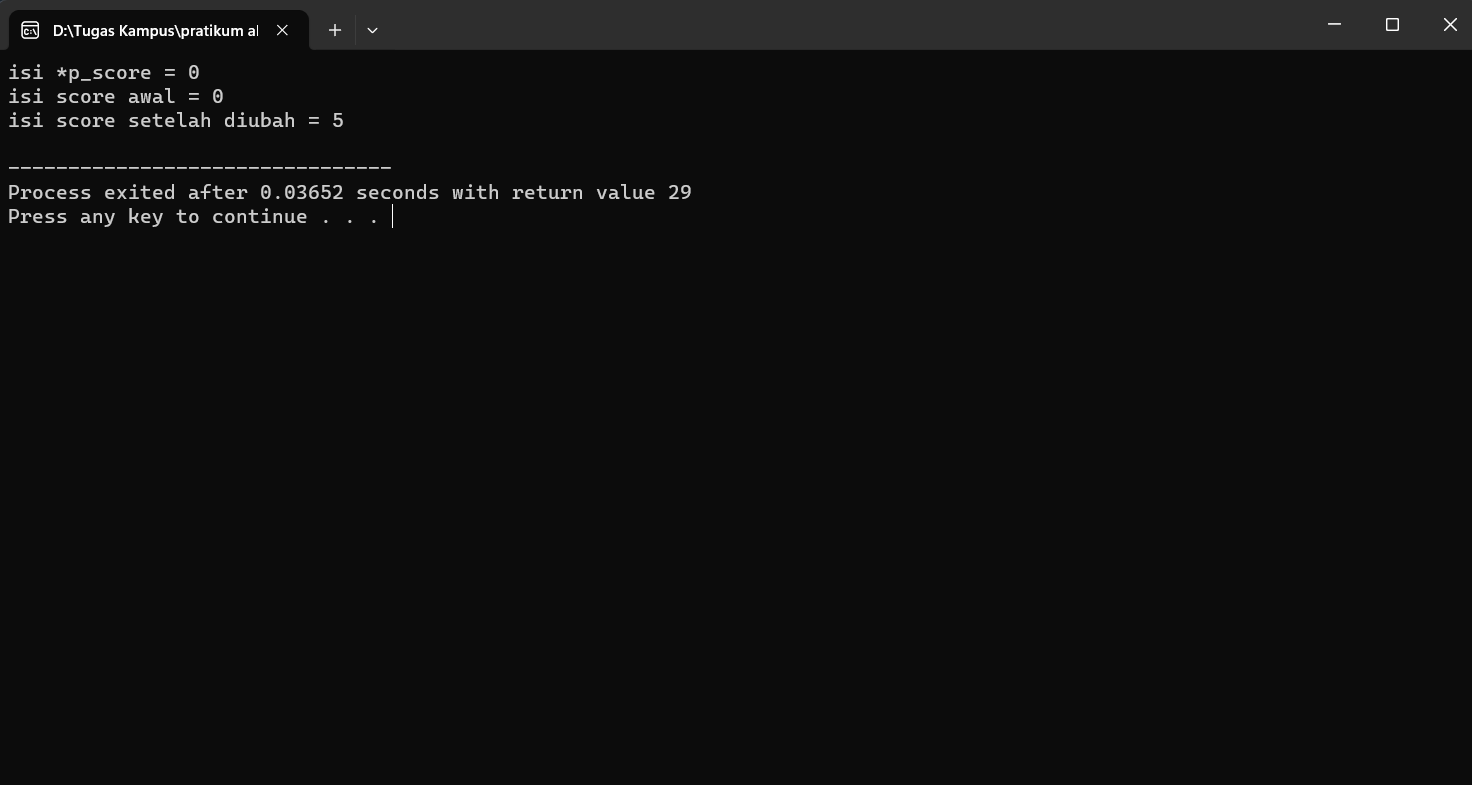 D:\Tugas Kampus\pratikum al
isi *p_score = 0
isi score awal = 0
isi score setelah diubah = 5
--------------------------------
Process exited after 0.03652 seconds with return value 29
Press any key to continue . . .